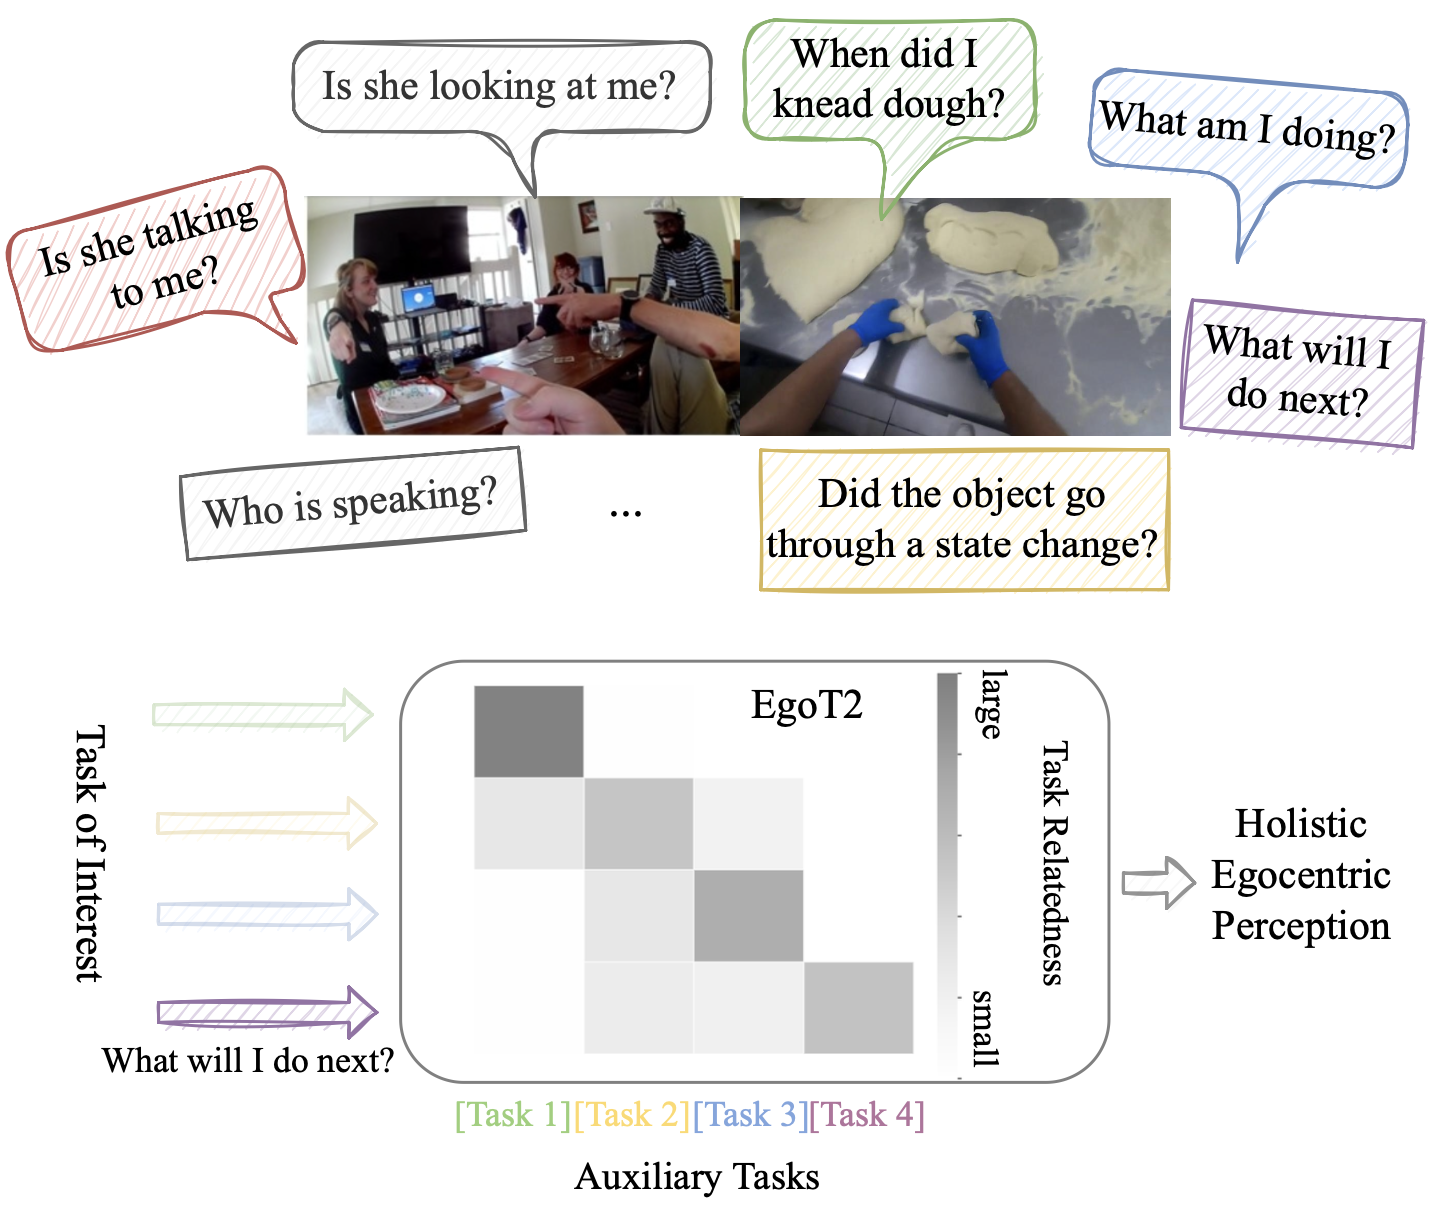 Is she looking at me?
When did I
knead dough?
What am I doing?
Is she talking
to me?
What will I
do next?
Who is speaking?
...
Did the object go
through a state change?
Task of Interest
What will I do next?
EgoT2
large
small
Task Relatedness
[Task 1][Task 2][Task 3][Task 4]
Auxiliary Tasks
Holistic
Egocentric
Perception